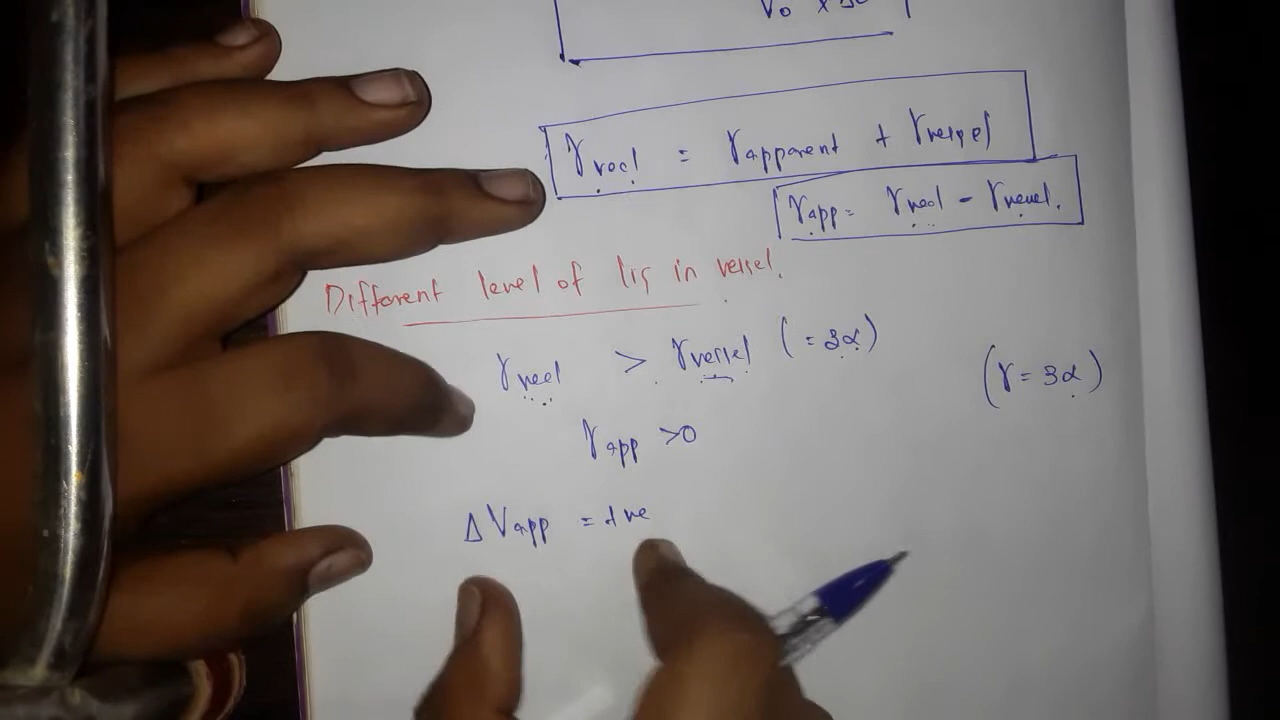 γreal = γapparent + γvessel
γapp = γreal - γvessel.
Different level of liq in vessel.
γreal > γvessel (= 3α)
(γ = 3α)
γapp >0
ΔVapp = +ve